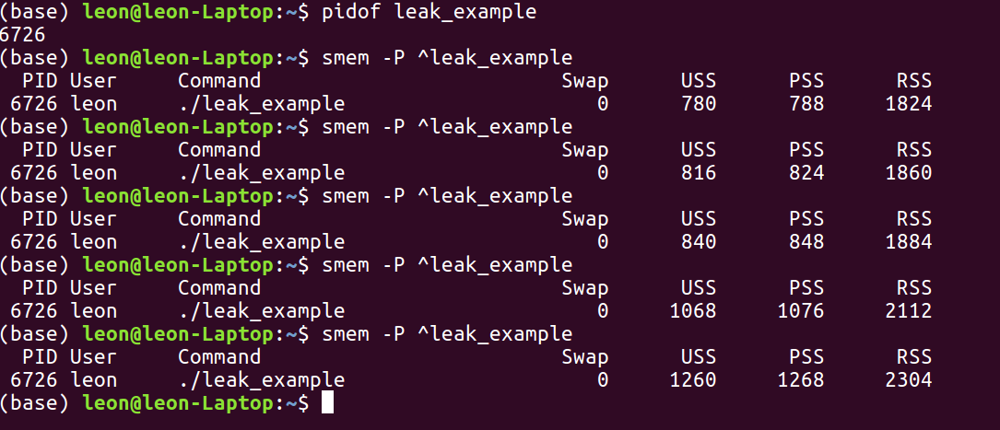 (base) leon@leon-Laptop:~$ pidof leak_example
6726
(base) leon@leon-Laptop:~$ smem -P ^leak_example
  PID User     Command                         Swap      USS      PSS      RSS
 6726 leon     ./leak_example                     0      780      788     1824
(base) leon@leon-Laptop:~$ smem -P ^leak_example
  PID User     Command                         Swap      USS      PSS      RSS
 6726 leon     ./leak_example                     0      816      824     1860
(base) leon@leon-Laptop:~$ smem -P ^leak_example
  PID User     Command                         Swap      USS      PSS      RSS
 6726 leon     ./leak_example                     0      840      848     1884
(base) leon@leon-Laptop:~$ smem -P ^leak_example
  PID User     Command                         Swap      USS      PSS      RSS
 6726 leon     ./leak_example                     0     1068     1076     2112
(base) leon@leon-Laptop:~$ smem -P ^leak_example
  PID User     Command                         Swap      USS      PSS      RSS
 6726 leon     ./leak_example                     0     1260     1268     2304
(base) leon@leon-Laptop:~$